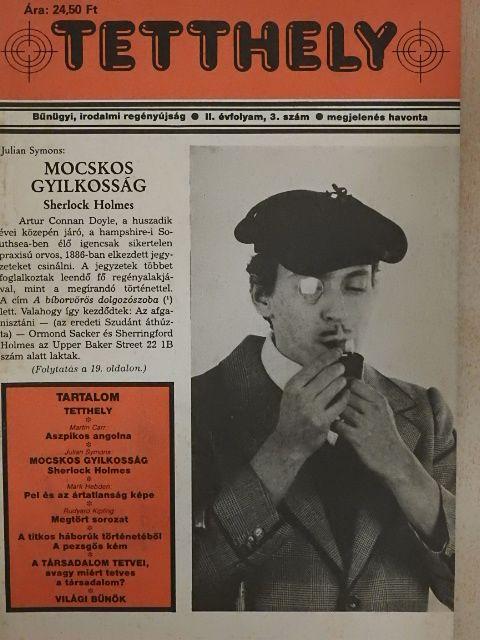 Ára: 24,50 Ft
TETTHELY
Bűnügyi, irodalmi regényújság ● II. évfolyam, 3. szám ● megjelenés havonta
Julian Symons:
MOCSKOS
GYILKOSSÁG
Sherlock Holmes
Artur Connan Doyle, a huszadik
évei közepén járó, a hampshire-i So-
uthsea-ben élő igencsak sikertelen
praxisú orvos, 1886-ban elkezdett jegy-
zeteket csinálni. A jegyzetek többet
foglalkoztak leendő fő regényalakjá-
val, mint a megírandó történettel.
A cím A bíborvörös dolgozószoba (¹)
lett. Valahogy így kezdődtek: Az afga-
nisztáni — (az eredeti Szudánt áthúz-
ta) — Ormond Sacker és Sherringford
Holmes az Upper Baker Street 22 1B
szám alatt laktak.
(Folytatás a 19. oldalon.)
TARTALOM
TETTHELY
Martin Carr:
Aszpikos angolna
Julian Symons
MOCSKOS GYILKOSSÁG
Sherlock Holmes
Mark Hebden:
Pel és az ártatlanság képe
Rudyard Kipling
Megtört sorozat
A titkos háborúk történetéből
A pezsgős kém
A TÁRSADALOM TETVEI,
avagy miért tetves
a társadalom?
VILÁGI BŰNÖK